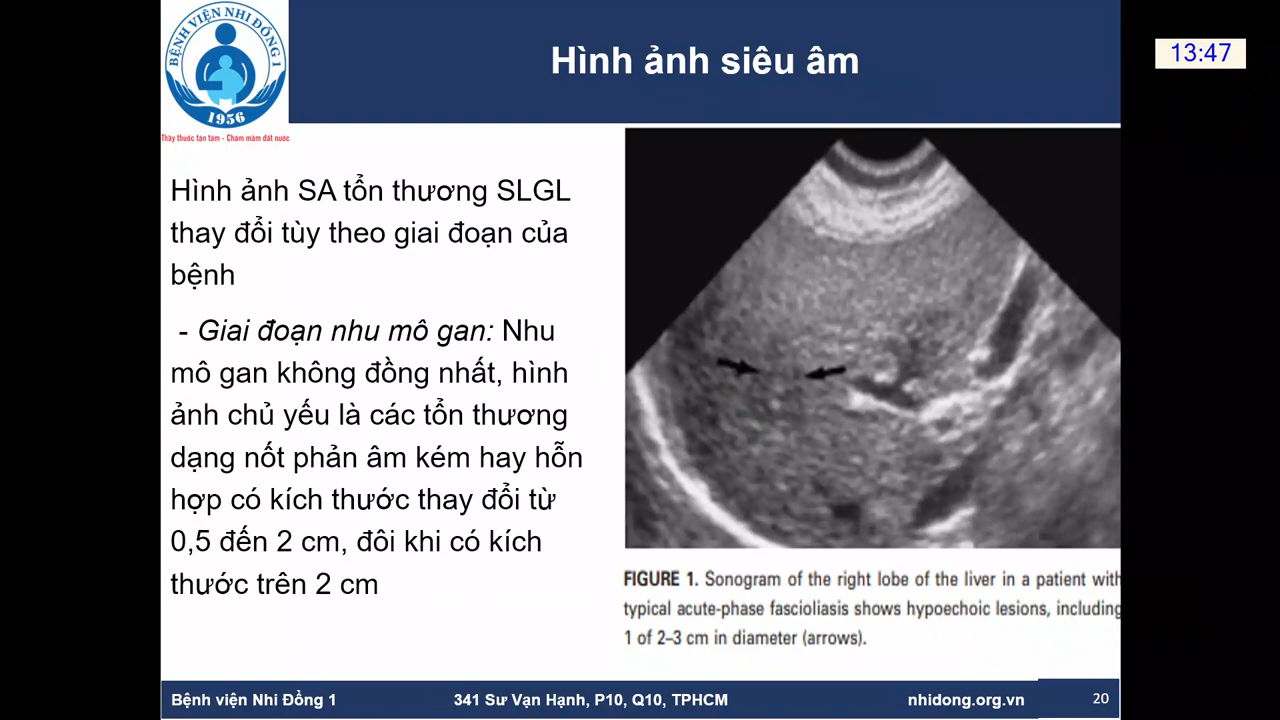 BỆNH VIỆN NHI ĐỒNG 1
1956
Thầy thuốc tận tâm - Chăm mầm đất nước
Hình ảnh siêu âm
13:47
Hình ảnh SA tổn thương SLGL
thay đổi tùy theo giai đoạn của
bệnh
- Giai đoạn nhu mô gan: Nhu
mô gan không đồng nhất, hình
ảnh chủ yếu là các tổn thương
dạng nốt phản âm kém hay hỗn
hợp có kích thước thay đổi từ
0,5 đến 2 cm, đôi khi có kích
thước trên 2 cm
FIGURE 1. Sonogram of the right lobe of the liver in a patient with
typical acute-phase fascioliasis shows hypoechoic lesions, including
1 of 2–3 cm in diameter (arrows).
Bệnh viện Nhi Đồng 1
341 Sư Vạn Hạnh, P10, Q10, TPHCM
nhidong.org.vn
20